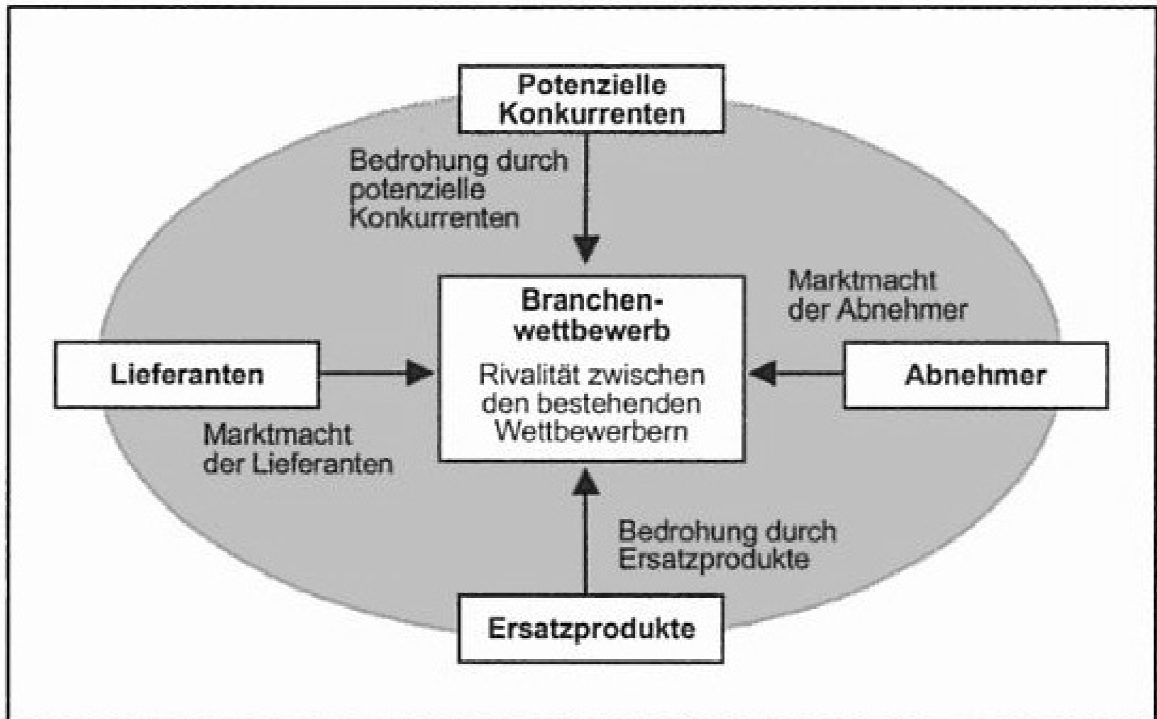 Potenzielle
Konkurrenten
Bedrohung durch
potenzielle
Konkurrenten
Marktmacht
der Abnehmer
Branchen-
wettbewerb
Rivalität zwischen
den bestehenden
Wettbewerbern
Lieferanten
Abnehmer
Marktmacht
der Lieferanten
Bedrohung durch
Ersatzprodukte
Ersatzprodukte